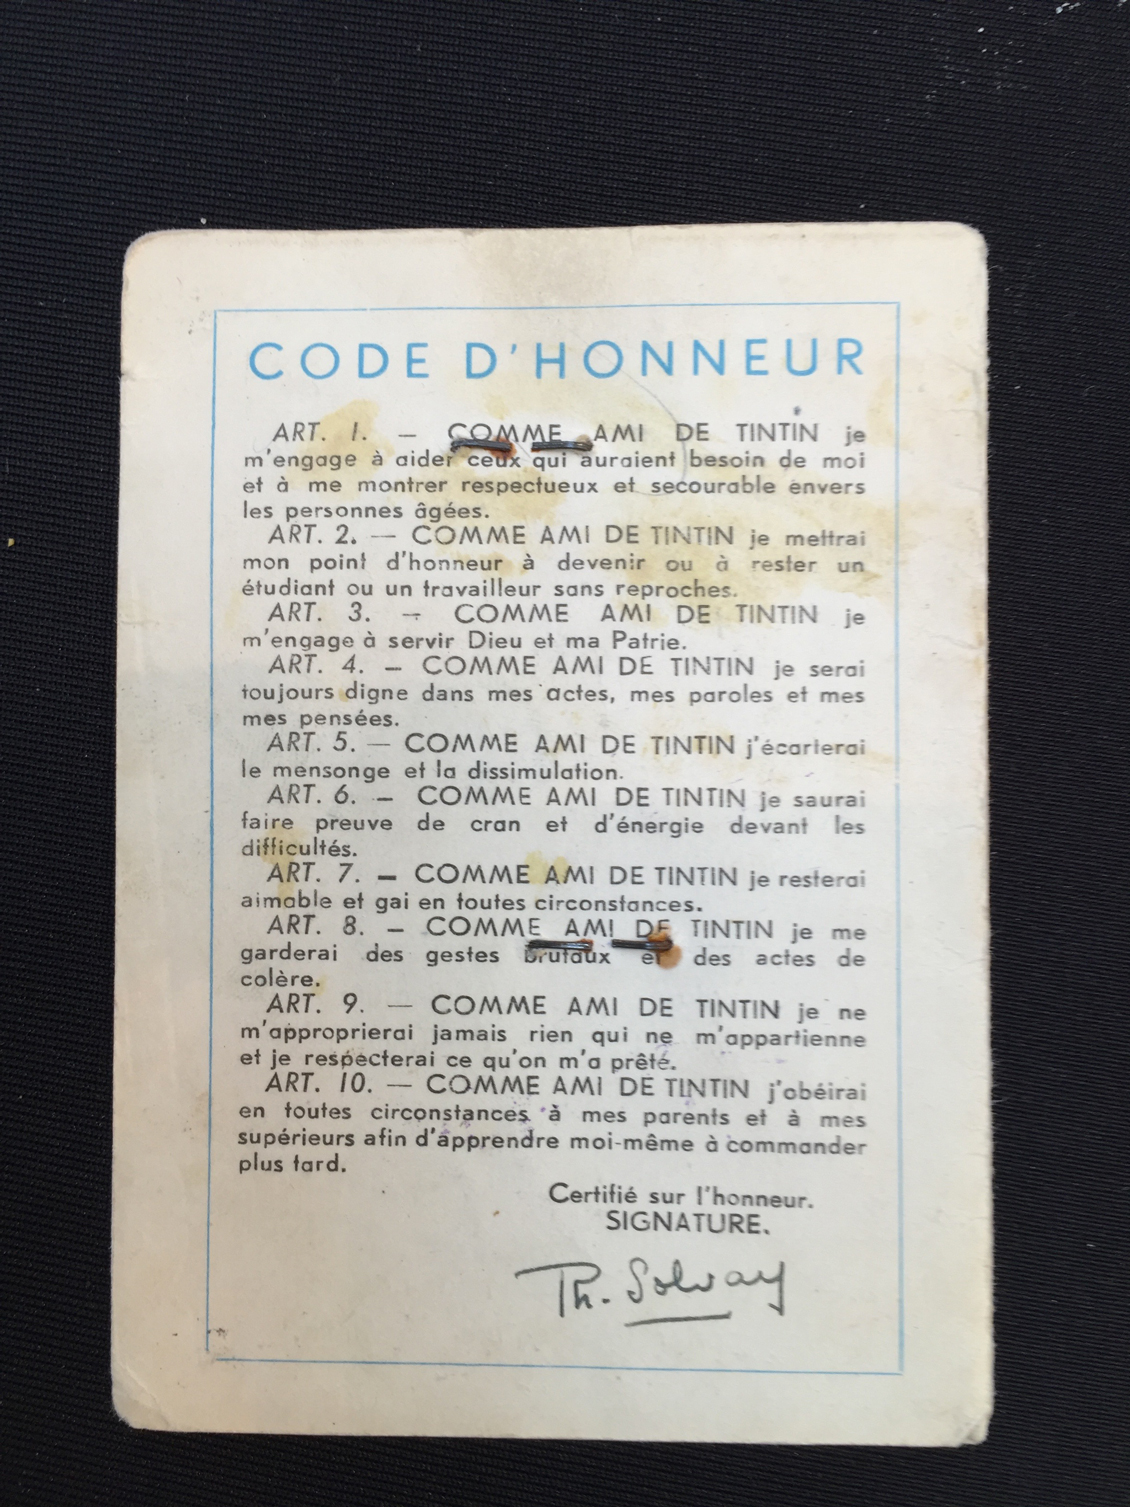 CODE D'HONNEUR
ART. 1. — COMME AMI DE TINTIN je
m'engage à aider ceux qui auraient besoin de moi
et à me montrer respectueux et secourable envers
les personnes âgées.
ART. 2. — COMME AMI DE TINTIN je mettrai
mon point d'honneur à devenir ou à rester un
étudiant ou un travailleur sans reproches.
ART. 3. — COMME AMI DE TINTIN je
m'engage à servir Dieu et ma Patrie.
ART. 4. — COMME AMI DE TINTIN je serai
toujours digne dans mes actes, mes paroles et mes
mes pensées.
ART. 5. — COMME AMI DE TINTIN j'écarterai
le mensonge et la dissimulation.
ART. 6. — COMME AMI DE TINTIN je saurai
faire preuve de cran et d'énergie devant les
difficultés.
ART. 7. — COMME AMI DE TINTIN je resterai
aimable et gai en toutes circonstances.
ART. 8. — COMME AMI DE TINTIN je me
garderai des gestes brutaux et des actes de
colère.
ART. 9. — COMME AMI DE TINTIN je ne
m'approprierai jamais rien qui ne m'appartienne
et je respecterai ce qu'on m'a prêté.
ART. 10. — COMME AMI DE TINTIN j'obéirai
en toutes circonstances à mes parents et à mes
supérieurs afin d'apprendre moi-même à commander
plus tard.
Certifié sur l'honneur.
SIGNATURE.
Th. Solvay